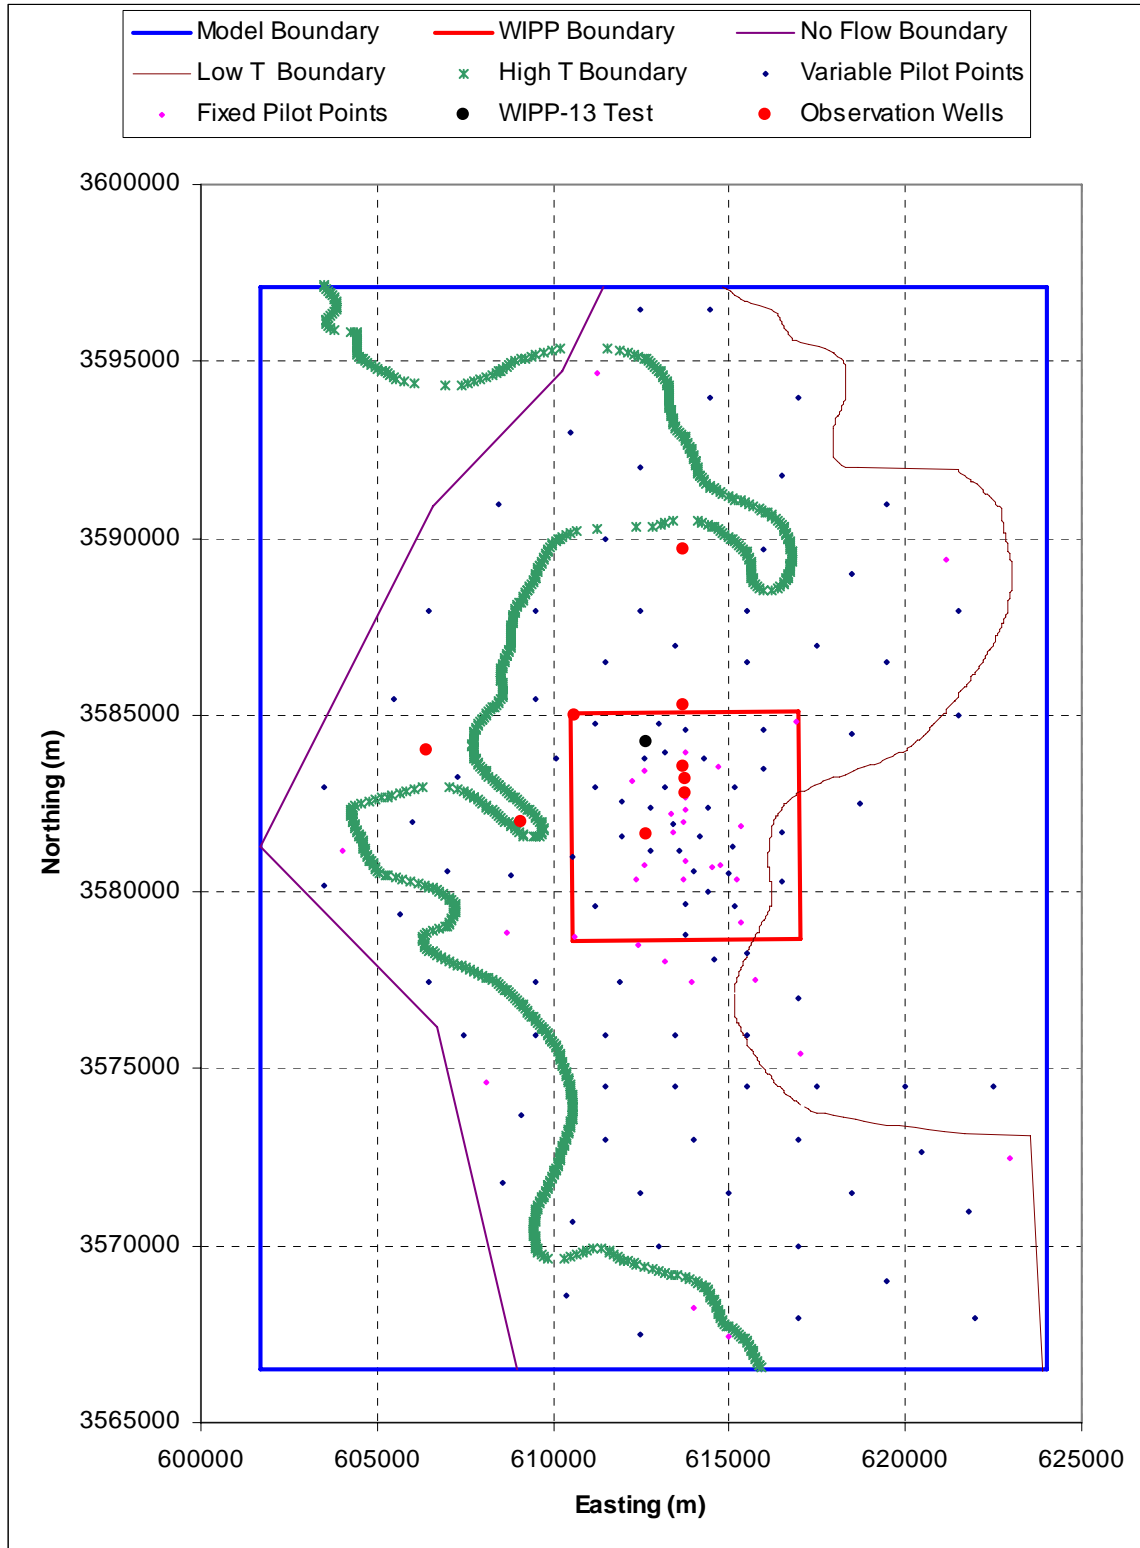 Model Boundary WIPP Boundary No Flow Boundary
Low T Boundary High T Boundary Variable Pilot Points
Fixed Pilot Points WIPP-13 Test Observation Wells
3600000
3595000
3590000
3585000
3580000
3575000
3570000
3565000
Northing (m)
600000 605000 610000 615000 620000 625000
Easting (m)